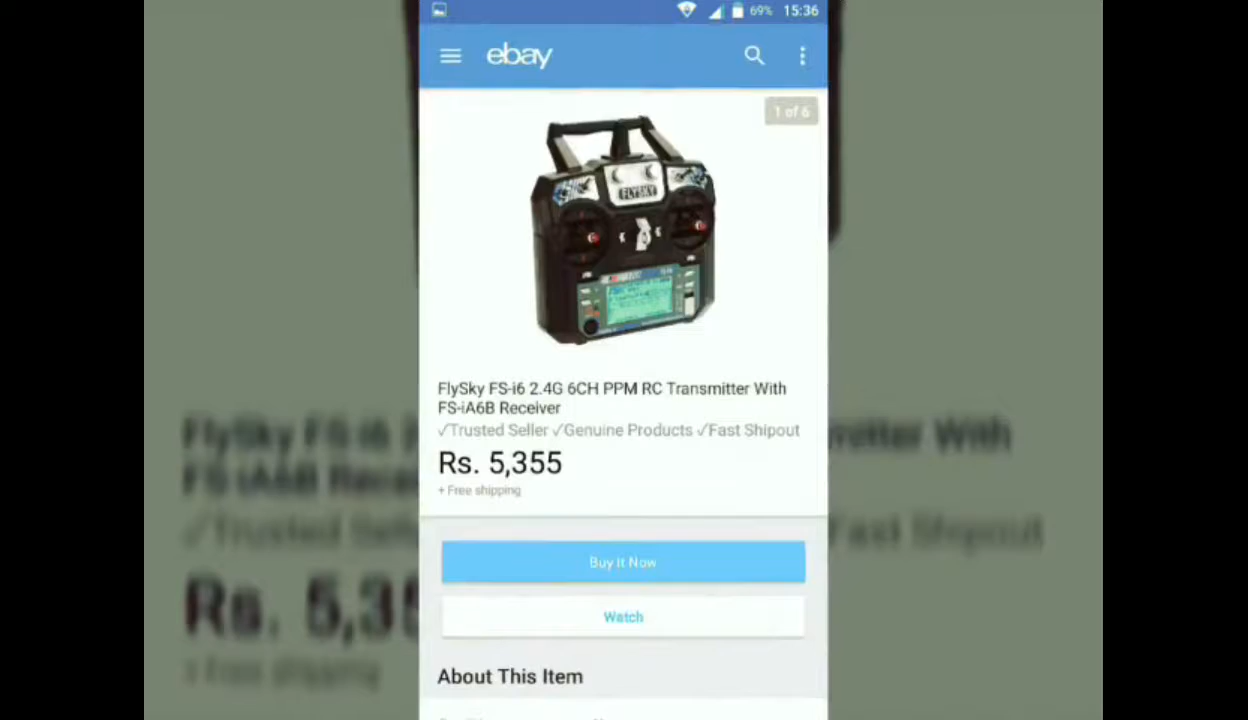 69% 15:36
ebay
1 of 6
FLYSKY
FlySky FS-i6 2.4G 6CH PPM RC Transmitter With
FS-iA6B Receiver
✓Trusted Seller ✓Genuine Products ✓Fast Shipout
Rs. 5,355
+ Free shipping
Buy It Now
Watch
About This Item